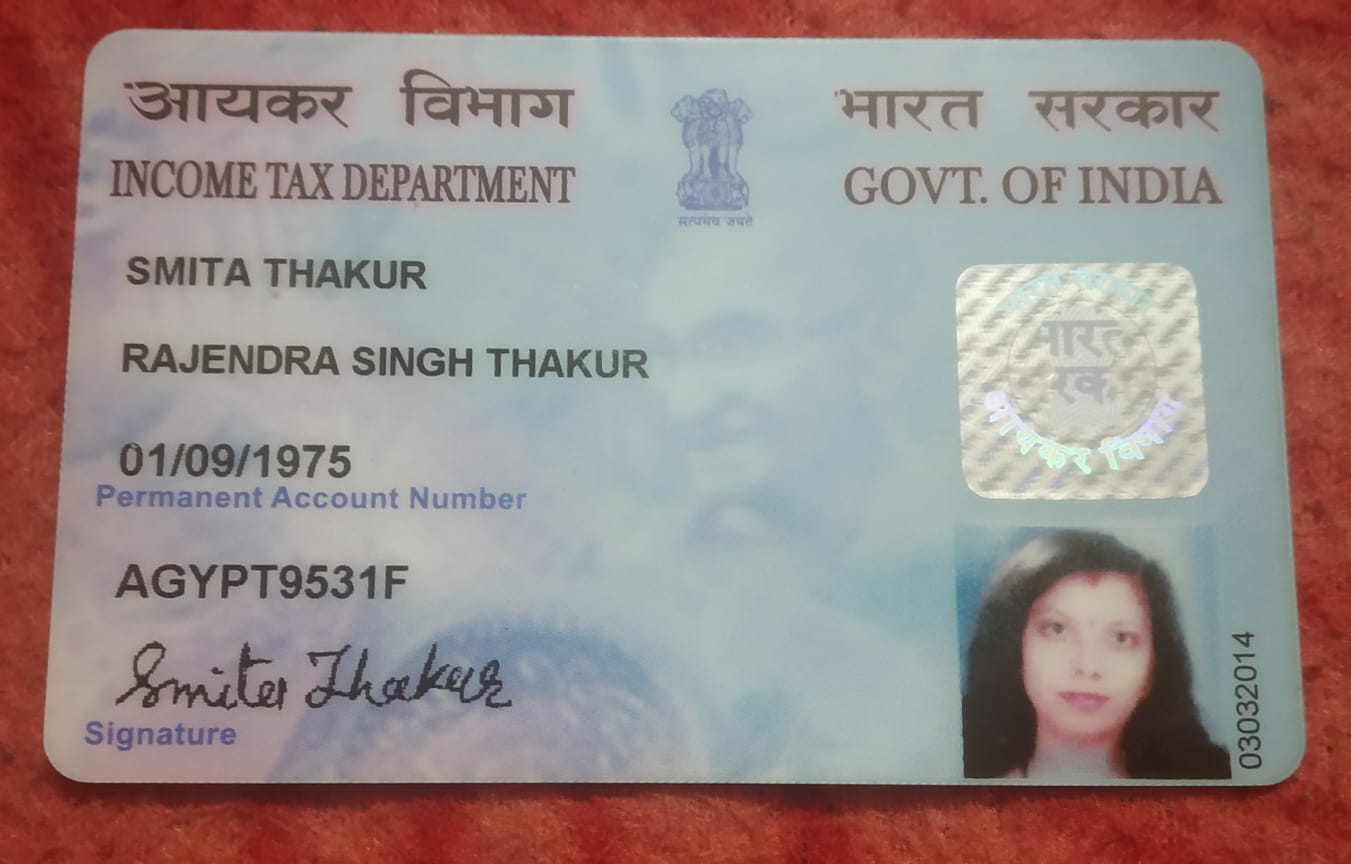 आयकर विभाग
INCOME TAX DEPARTMENT
सत्यमेव जयते
भारत सरकार
GOVT. OF INDIA
SMITA THAKUR
RAJENDRA SINGH THAKUR
01/09/1975
Permanent Account Number
AGYPT9531F
Smita Thakur
Signature
भारत
आयकर विभाग
03032014